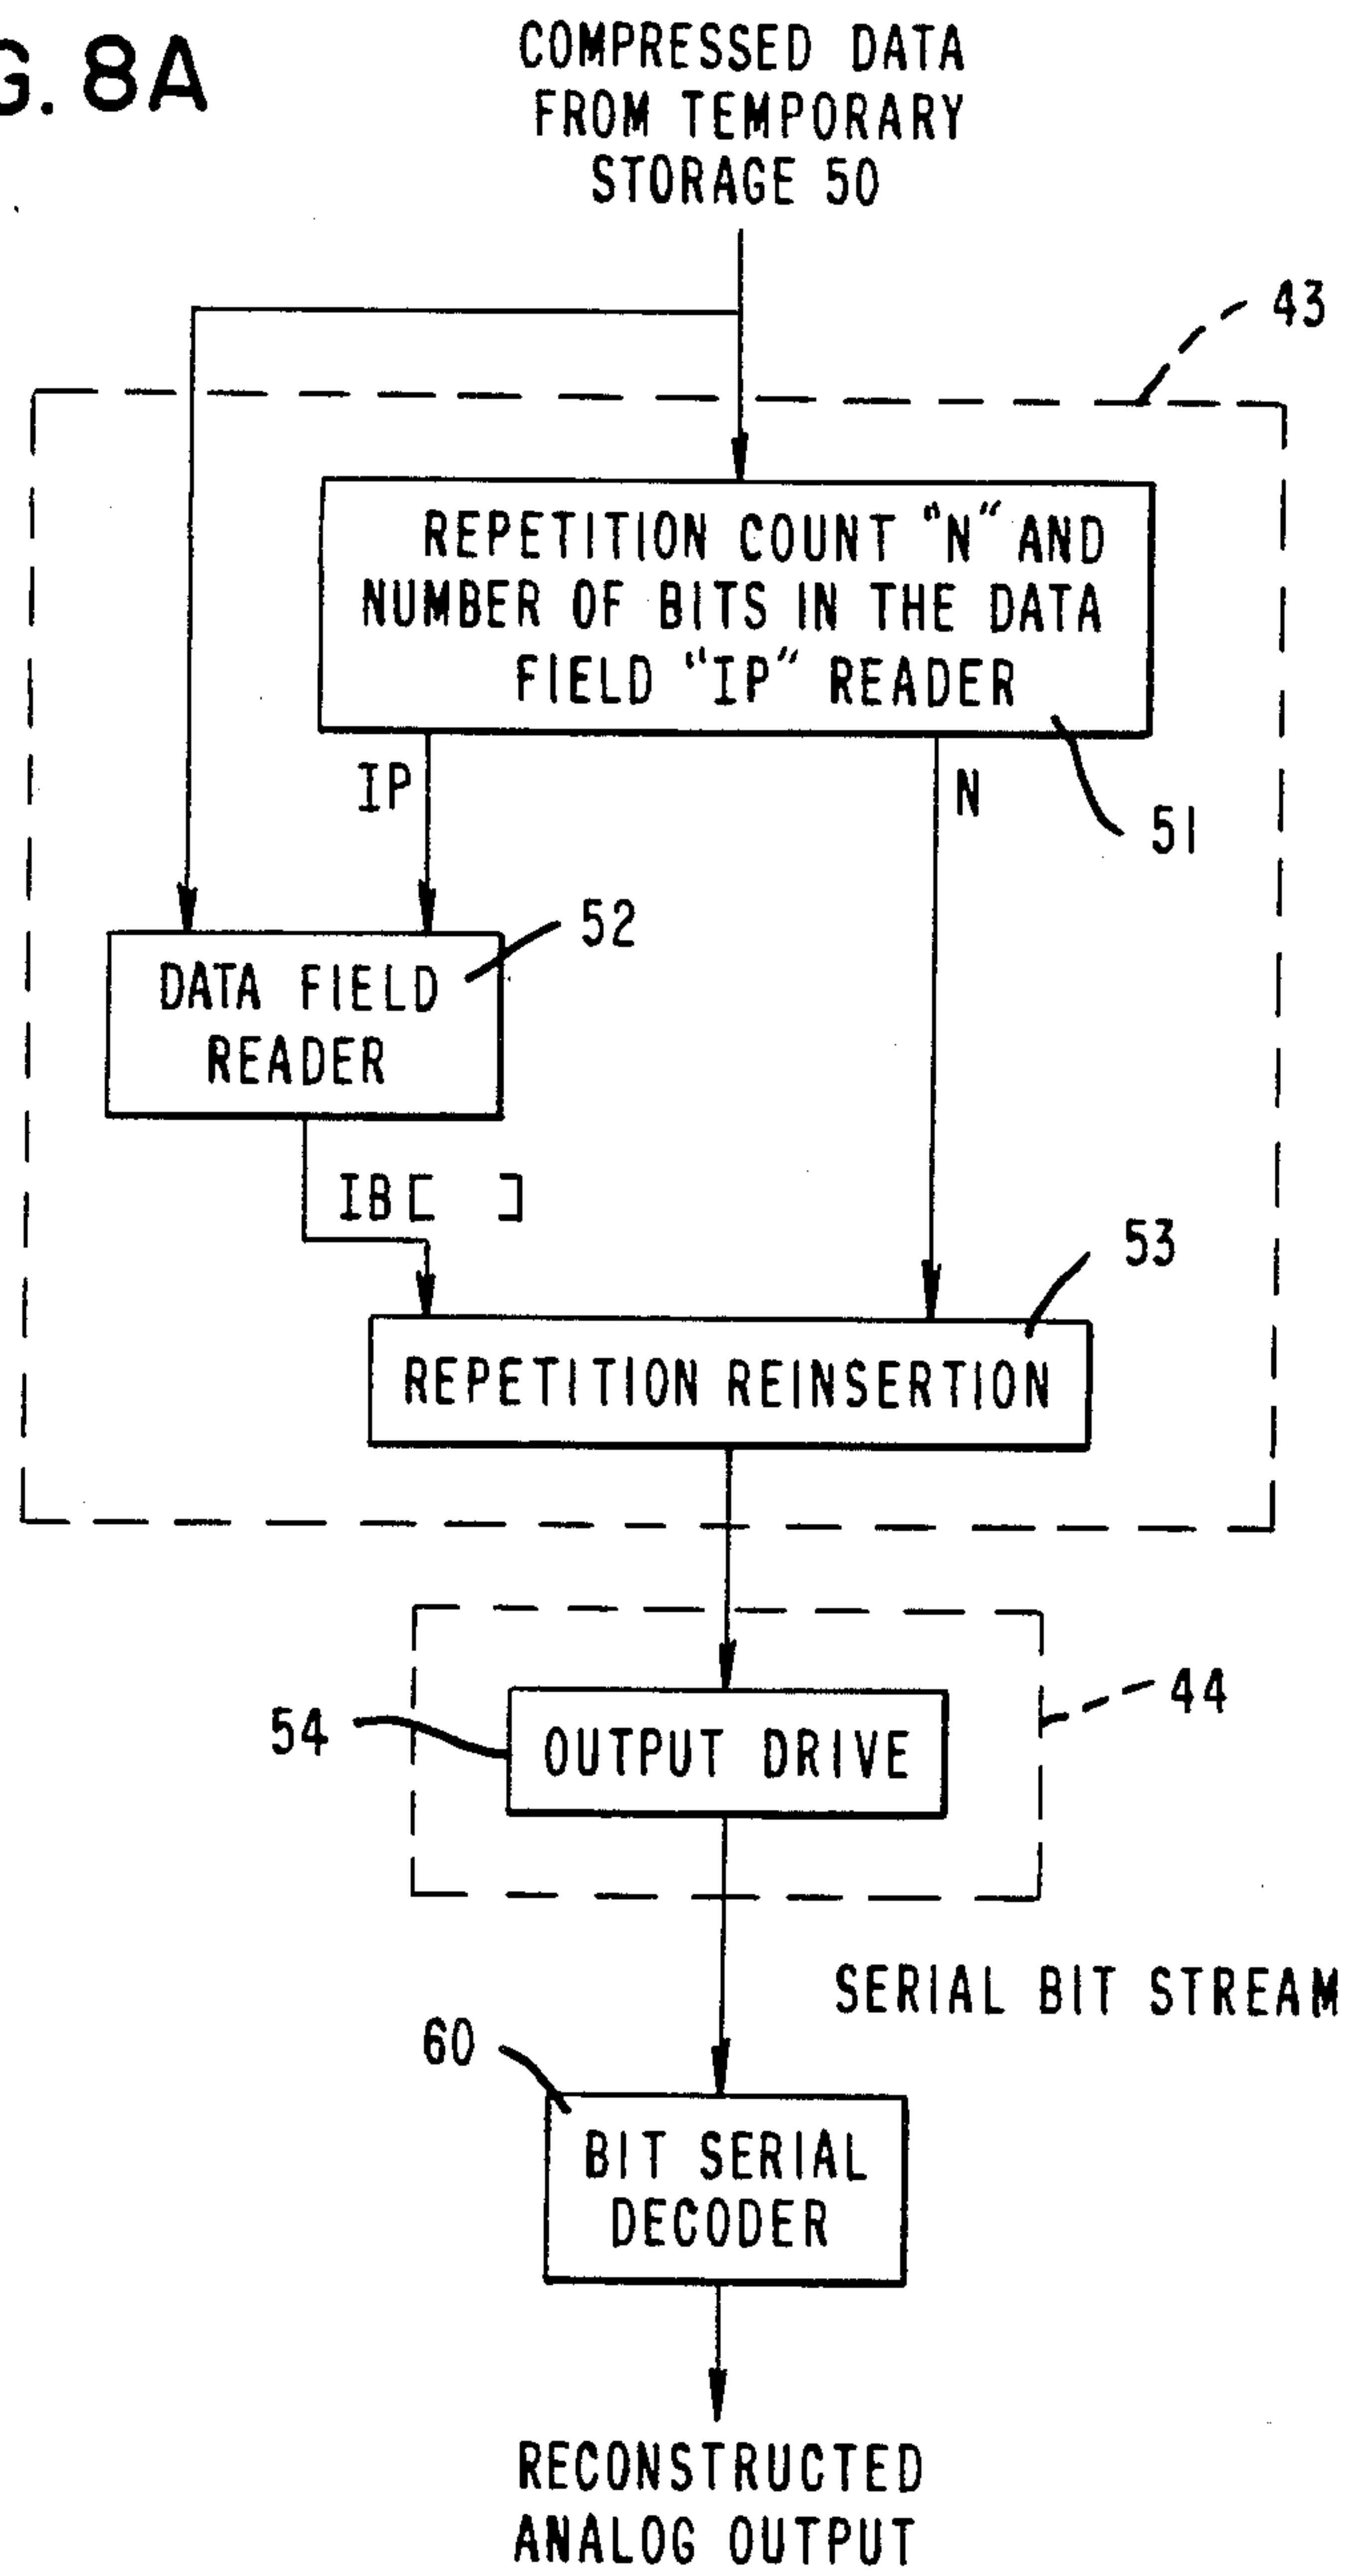 G. 8A
COMPRESSED DATA
FROM TEMPORARY
STORAGE 50
43
REPETITION COUNT "N" AND
NUMBER OF BITS IN THE DATA
FIELD "IP" READER
IP
N
51
52
DATA FIELD
READER
IB[ ]
53
REPETITION REINSERTION
44
54
OUTPUT DRIVE
SERIAL BIT STREAM
60
BIT SERIAL
DECODER
RECONSTRUCTED
ANALOG OUTPUT